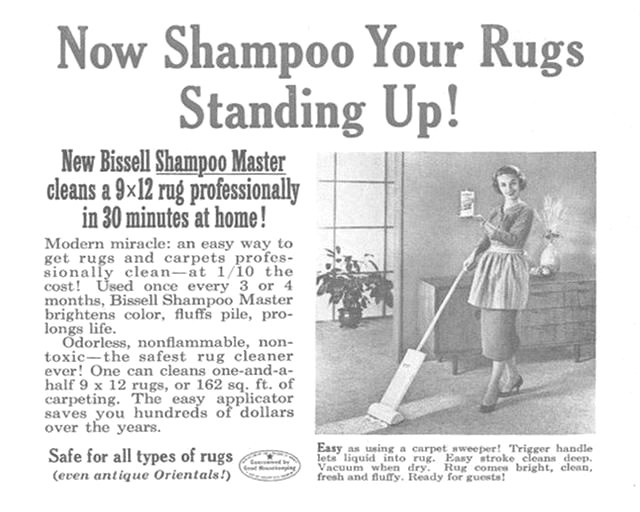 Now Shampoo Your Rugs
Standing Up!
New Bissell Shampoo Master
cleans a 9×12 rug professionally
in 30 minutes at home!
Modern miracle: an easy way to
get rugs and carpets profes-
sionally clean—at 1/10 the
cost! Used once every 3 or 4
months, Bissell Shampoo Master
brightens color, fluffs pile, pro-
longs life.
Odorless, nonflammable, non-
toxic—the safest rug cleaner
ever! One can cleans one-and-a-
half 9 x 12 rugs, or 162 sq. ft. of
carpeting. The easy applicator
saves you hundreds of dollars
over the years.
Safe for all types of rugs
(even antique Orientals!)
Guaranteed by
Good Housekeeping
Easy as using a carpet sweeper! Trigger handle
lets liquid into rug. Easy stroke cleans deep.
Vacuum when dry. Rug comes bright, clean,
fresh and fluffy. Ready for guests!